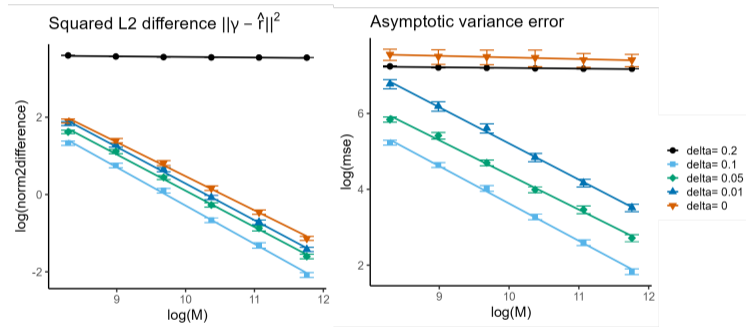 Squared L2 difference ||γ − r̂||²
log(norm2difference)
2
0
-2
9
10
11
12
log(M)
Asymptotic variance error
log(mse)
6
4
2
9
10
11
12
log(M)
delta= 0.2
delta= 0.1
delta= 0.05
delta= 0.01
delta= 0